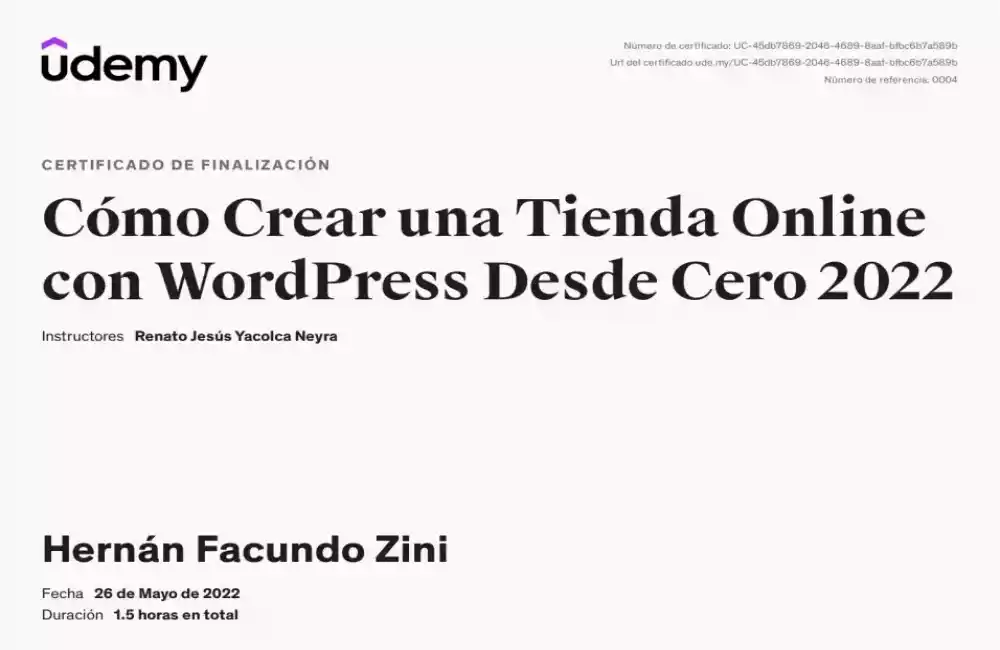 udemy
Número de certificado: UC-45db7869-2046-4689-8aaf-bfbc6b7a589b
Url del certificado ude.my/UC-45db7869-2046-4689-8aaf-bfbc6b7a589b
Número de referencia: 0004
CERTIFICADO DE FINALIZACIÓN
Cómo Crear una Tienda Online
con WordPress Desde Cero 2022
Instructores Renato Jesús Yacolca Neyra
Hernán Facundo Zini
Fecha 26 de Mayo de 2022
Duración 1.5 horas en total